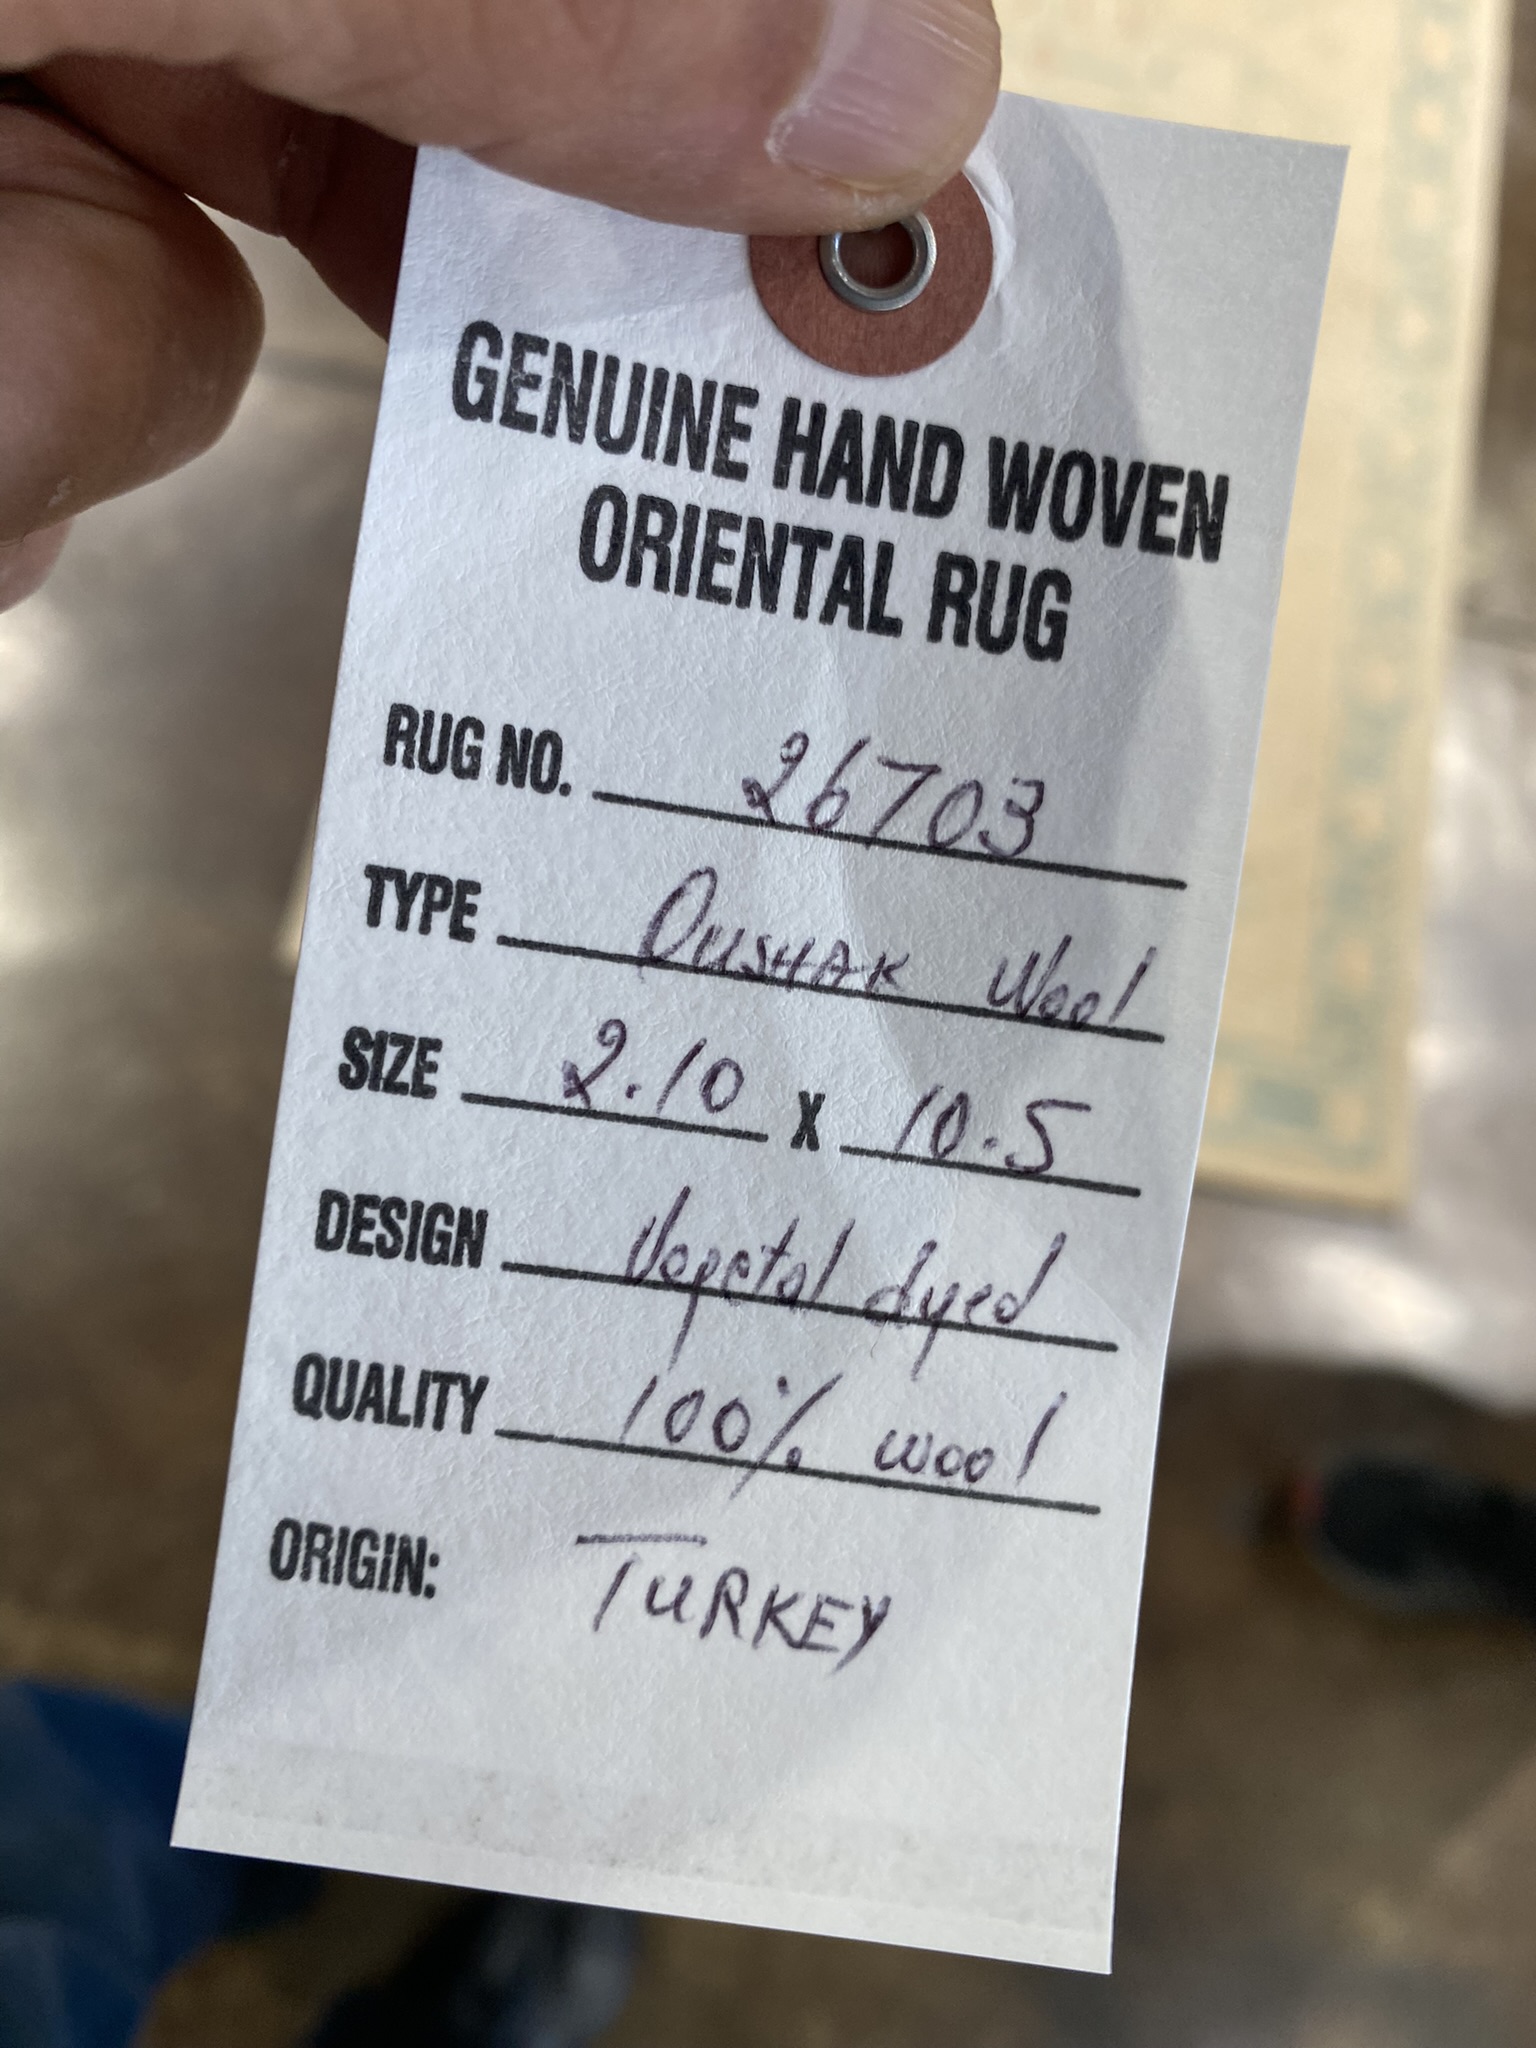 GENUINE HAND WOVEN
ORIENTAL RUG
RUG NO. 26703
TYPE OUSHAK Wool
SIZE 2.10 X 10.5
DESIGN Vegetal dyed
QUALITY 100% wool
ORIGIN: TURKEY